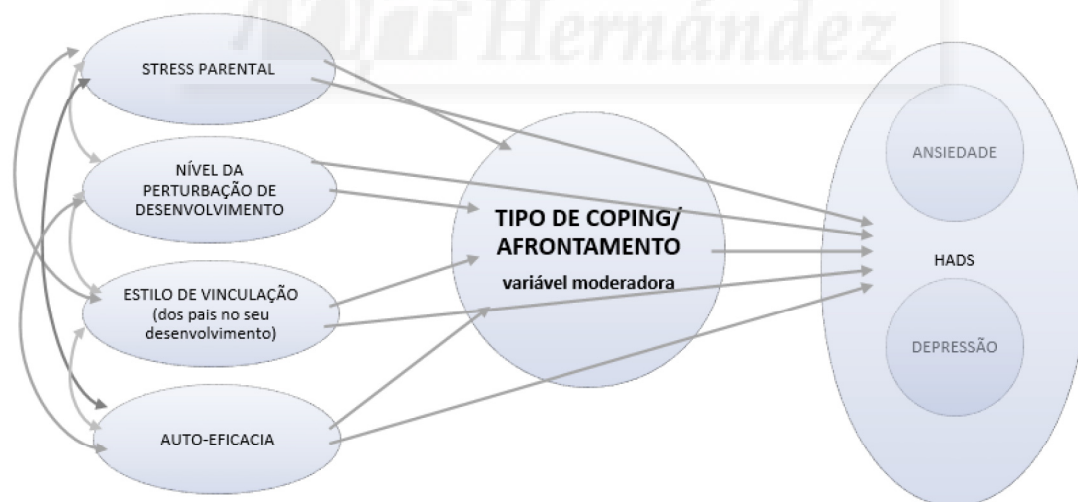 Hernández
STRESS PARENTAL
NÍVEL DA
PERTURBAÇÃO DE
DESENVOLVIMENTO
ESTILO DE VINCULAÇÃO
(dos pais no seu
desenvolvimento)
AUTO-EFICACIA
TIPO DE COPING/
AFRONTAMENTO
variável moderadora
ANSIEDADE
HADS
DEPRESSÃO